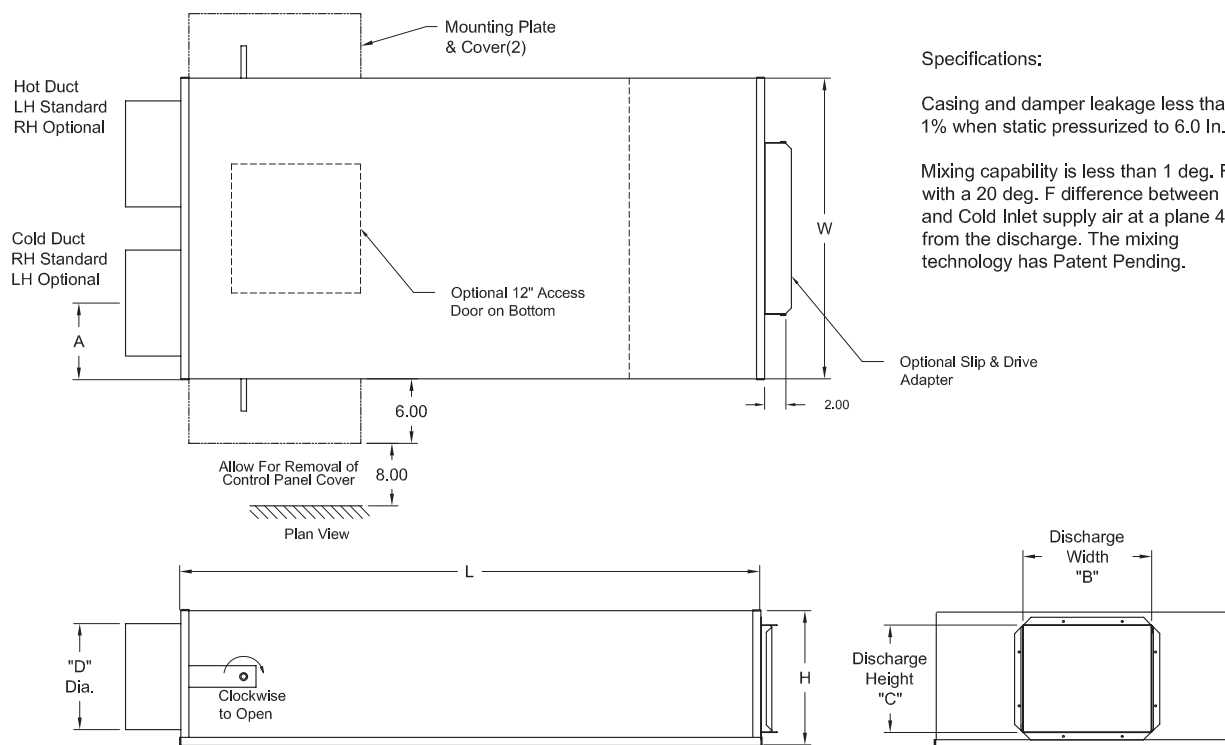 Mounting Plate
& Cover(2)
Hot Duct
LH Standard
RH Optional
Cold Duct
RH Standard
LH Optional
A
Optional 12" Access
Door on Bottom
W
Optional Slip & Drive
Adapter
2.00
6.00
8.00
Allow For Removal of
Control Panel Cover
Plan View
Specifications:
Casing and damper leakage less
1% when static pressurized to 6.0 In.
Mixing capability is less than 1 deg. F
with a 20 deg. F difference between
and Cold Inlet supply air at a plane 4
from the discharge. The mixing
technology has Patent Pending.
L
"D"
Dia.
Clockwise
to Open
H
Discharge
Width
"B"
Discharge
Height
"C"